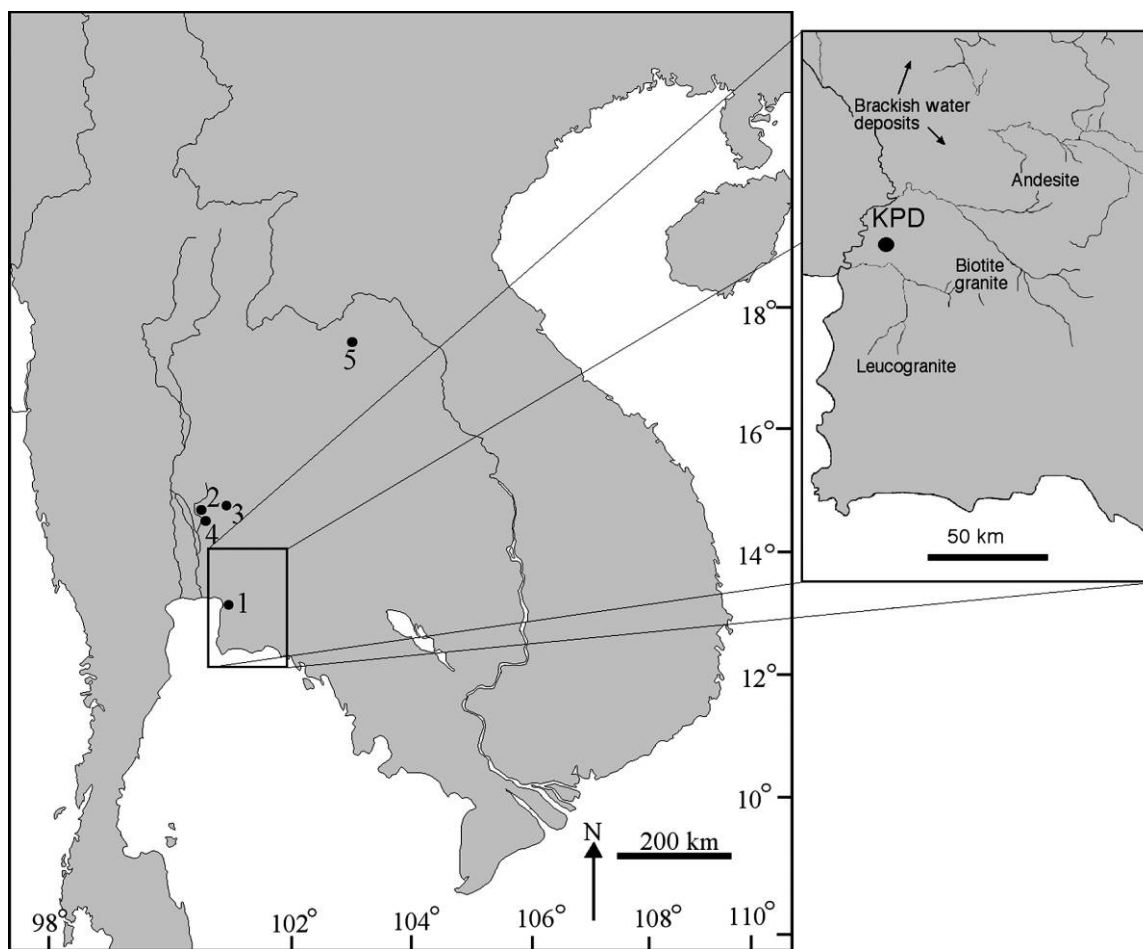 Brackish water
deposits
Andesite
KPD
Biotite
granite
Leucogranite
50 km
18°
5
16°
2
3
4
14°
1
12°
10°
N
200 km
98°
102°
104°
106°
108°
110°